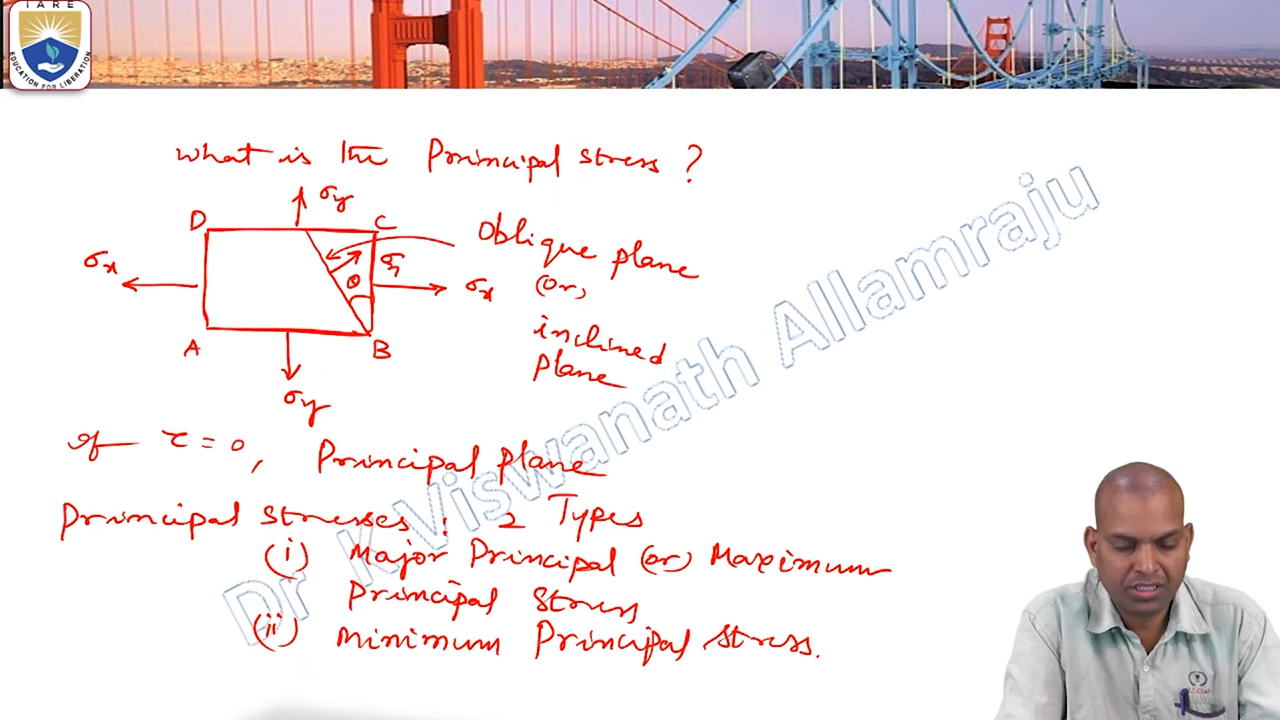 IARE
EDUCATION FOR LIBERATION
What is the Principal stress ?
σy
D
C
Oblique plane
σx
σx
θ
(or)
inclined
plane
A
B
σy
If τ = 0, Principal plane
Principal stresses : 2 Types
(i) Major Principal (or) Maximum
Principal stress
(ii) Minimum Principal stress.
Dr K Viswanath Allamraju